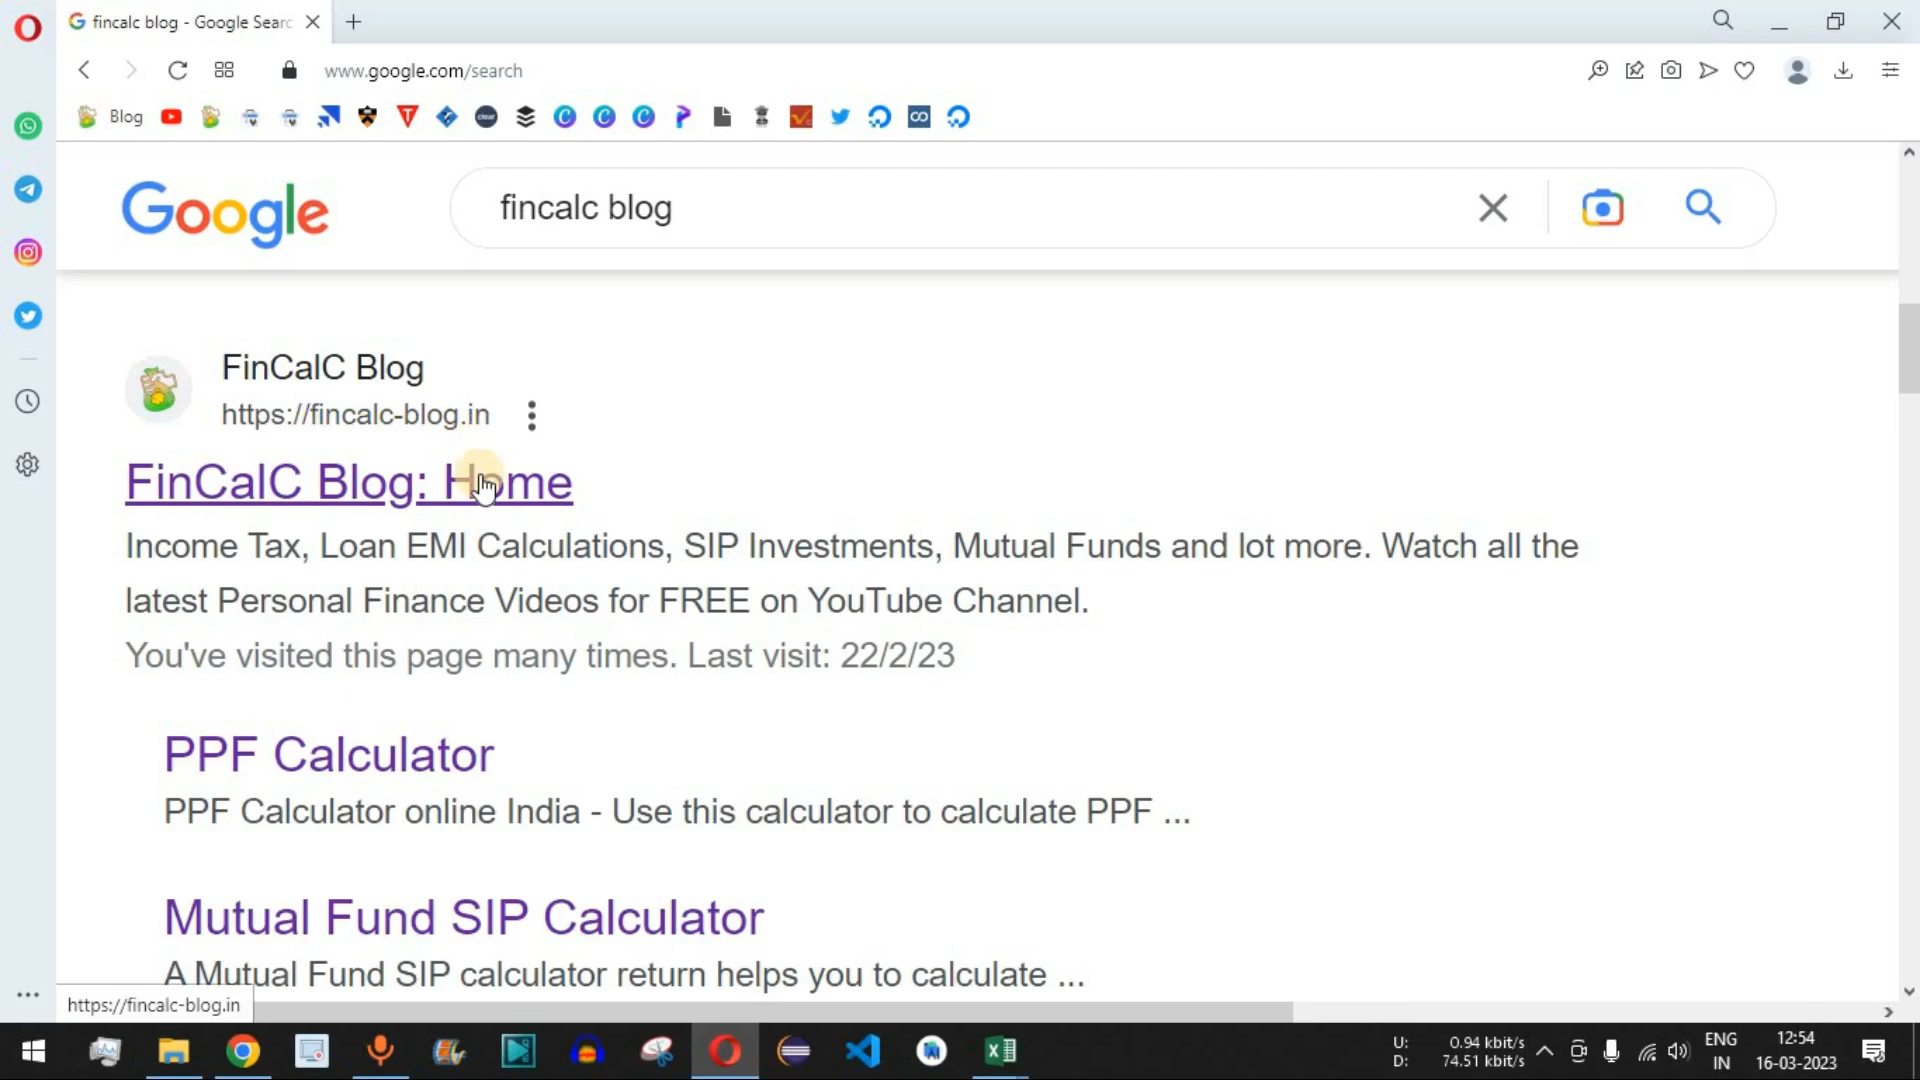 fincalc blog - Google Searc
www.google.com/search
Blog
Google
fincalc blog
FinCalC Blog
https://fincalc-blog.in
FinCalC Blog: Home
Income Tax, Loan EMI Calculations, SIP Investments, Mutual Funds and lot more. Watch all the
latest Personal Finance Videos for FREE on YouTube Channel.
You've visited this page many times. Last visit: 22/2/23
PPF Calculator
PPF Calculator online India - Use this calculator to calculate PPF ...
Mutual Fund SIP Calculator
A Mutual Fund SIP calculator return helps you to calculate ...
https://fincalc-blog.in
U: 0.94 kbit/s
D: 74.51 kbit/s
ENG
IN
12:54
16-03-2023